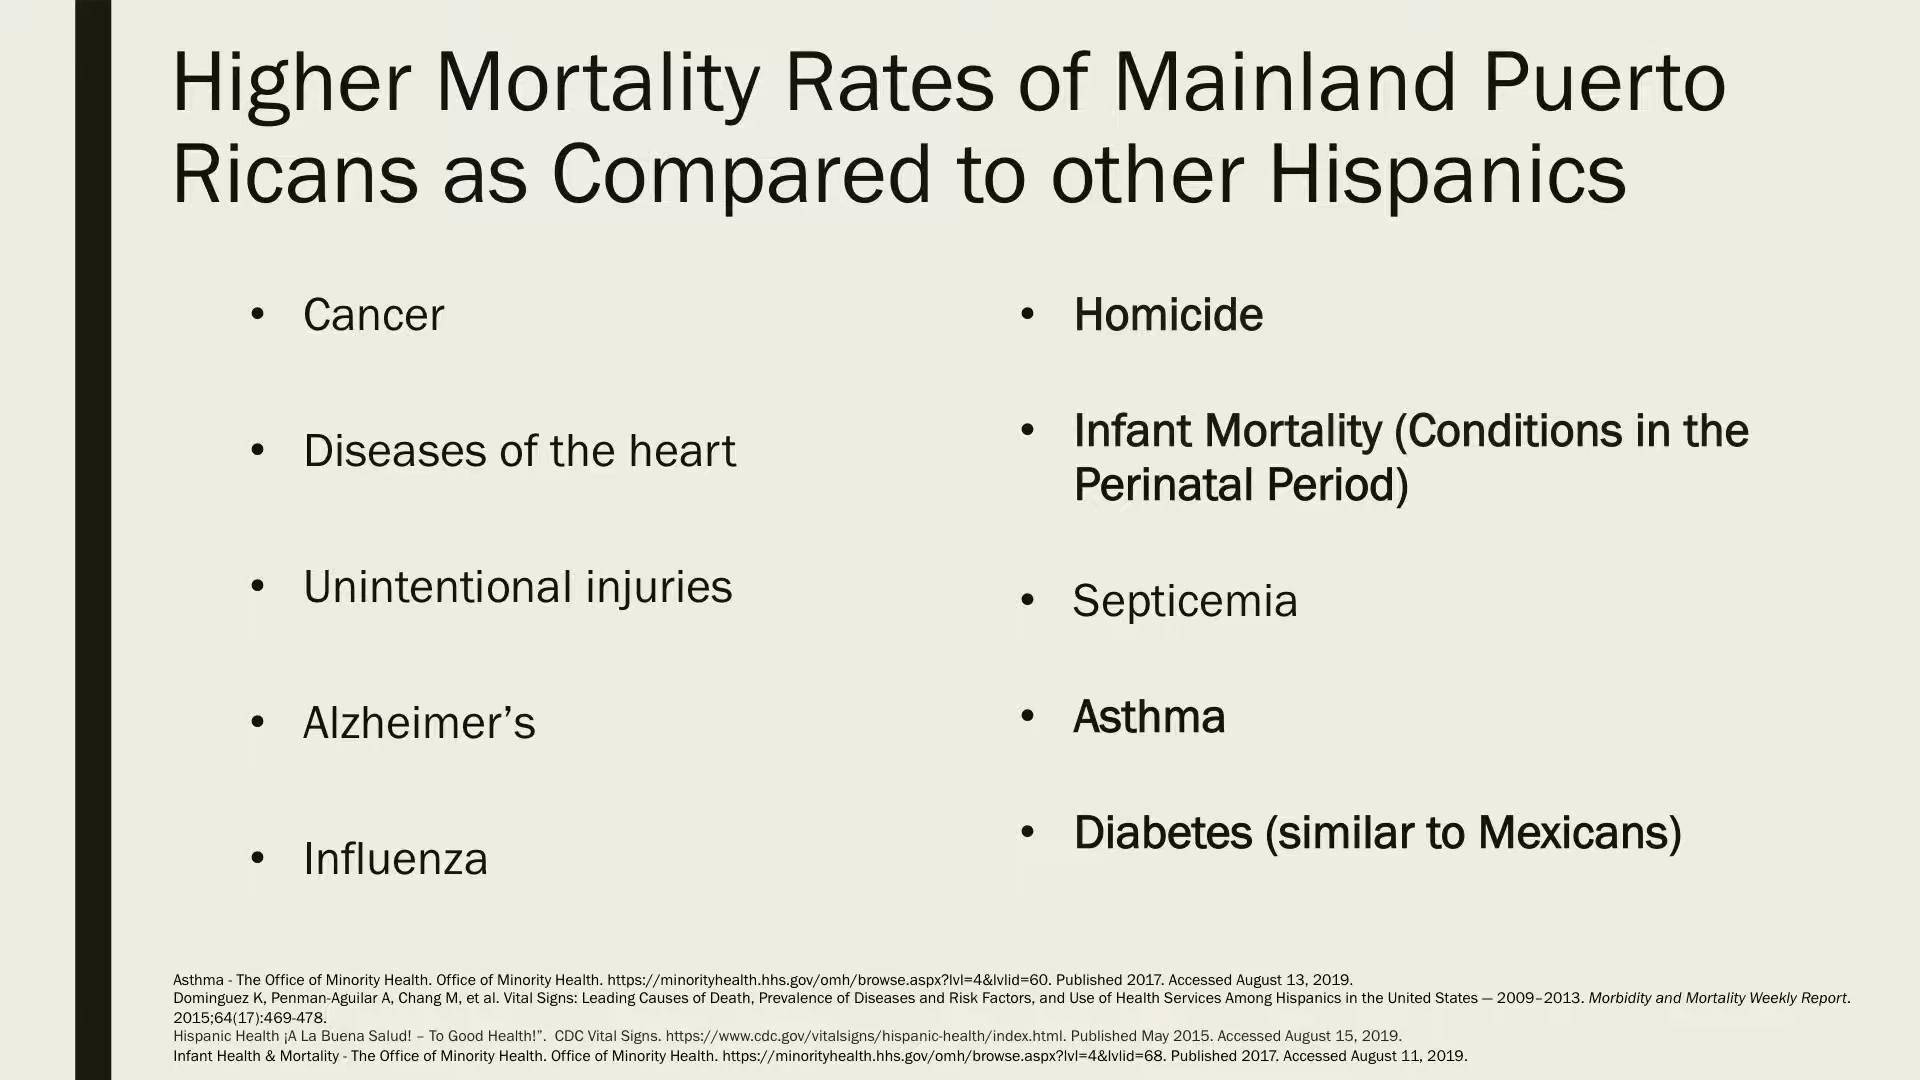 Higher Mortality Rates of Mainland Puerto
Ricans as Compared to other Hispanics
• Cancer
• Diseases of the heart
• Unintentional injuries
• Alzheimer’s
• Influenza
• Homicide
• Infant Mortality (Conditions in the
Perinatal Period)
• Septicemia
• Asthma
• Diabetes (similar to Mexicans)
Asthma - The Office of Minority Health. Office of Minority Health. https://minorityhealth.hhs.gov/omh/browse.aspx?lvl=4&lvlid=60. Published 2017. Accessed August 13, 2019.
Dominguez K, Penman-Aguilar A, Chang M, et al. Vital Signs: Leading Causes of Death, Prevalence of Diseases and Risk Factors, and Use of Health Services Among Hispanics in the United States — 2009–2013. Morbidity and Mortality Weekly Report.
2015;64(17):469-478.
Hispanic Health ¡A La Buena Salud! – To Good Health!”. CDC Vital Signs. https://www.cdc.gov/vitalsigns/hispanic-health/index.html. Published May 2015. Accessed August 15, 2019.
Infant Health & Mortality - The Office of Minority Health. Office of Minority Health. https://minorityhealth.hhs.gov/omh/browse.aspx?lvl=4&lvlid=68. Published 2017. Accessed August 11, 2019.